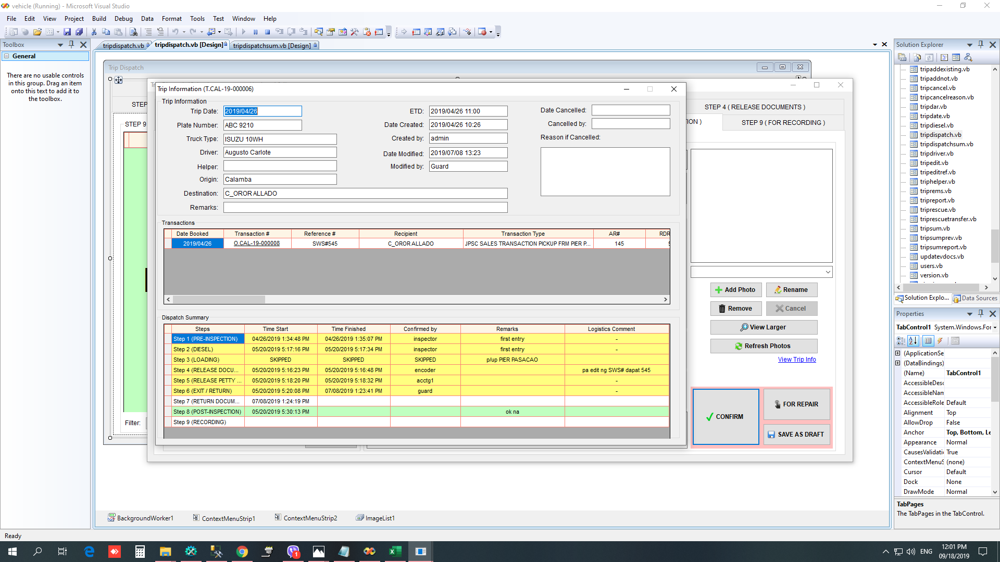 vehicle (Running) - Microsoft Visual Studio
File Edit View Project Build Debug Data Format Tools Test Window Help
Toolbox
General
There are no usable controls
in this group. Drag an item
onto this text to add it to
the toolbox.
tripdispatch.vb
tripdispatch.vb [Design]
tripdispatchsum.vb [Design]
Trip Dispatch
STEP 9
Filter:
STEP 4 ( RELEASE DOCUMENTS )
STEP 9 ( FOR RECORDING )
Trip Information (T.CAL-19-000006)
Trip Information
Trip Date: 2019/04/26
Plate Number: ABC 9210
Truck Type: ISUZU 10WH
Driver: Augusto Carlote
Helper:
Origin: Calamba
Destination: C_OROR ALLADO
Remarks:
ETD: 2019/04/26 11:00
Date Created: 2019/04/26 10:26
Created by: admin
Date Modified: 2019/07/08 13:23
Modified by: Guard
Date Cancelled:
Cancelled by:
Reason if Cancelled:
Transactions
Date Booked Transaction # Reference # Recipient Transaction Type AR# RDR
2019/04/26 O.CAL-19-000008 SWS#545 C_OROR ALLADO JPSC SALES TRANSACTION PICKUP FRM PIER P... 145
Dispatch Summary
Steps Time Start Time Finished Confirmed by Remarks Logistics Comment
Step 1 (PRE-INSPECTION) 04/26/2019 1:34:48 PM 04/26/2019 1:35:07 PM inspector first entry -
Step 2 (DIESEL) 05/20/2019 5:17:16 PM 05/20/2019 5:17:34 PM inspector first entry -
Step 3 (LOADING) SKIPPED SKIPPED SKIPPED p/up PIER PASACAO
Step 4 (RELEASE DOCU... 05/20/2019 5:16:23 PM 05/20/2019 5:16:48 PM encoder pa edit ng SWS# dapat 545
Step 5 (RELEASE PETTY ... 05/20/2019 5:18:20 PM 05/20/2019 5:18:32 PM acctg1 -
Step 6 (EXIT / RETURN) 05/20/2019 5:20:08 PM 07/08/2019 1:23:41 PM guard -
Step 7 (RETURN DOCUM... 07/08/2019 1:24:19 PM
Step 8 (POST-INSPECTION) 05/20/2019 5:30:13 PM ok na
Step 9 (RECORDING)
Add Photo
Rename
Remove
Cancel
View Larger
Refresh Photos
View Trip Info
CONFIRM
FOR REPAIR
SAVE AS DRAFT
BackgroundWorker1 ContextMenuStrip1 ContextMenuStrip2 ImageList1
Solution Explorer
tripaddexisting.vb
tripaddnot.vb
tripcancel.vb
tripcancelreason.vb
tripdar.vb
tripdate.vb
tripdiesel.vb
tripdispatch.vb
tripdispatchsum.vb
tripdriver.vb
tripedit.vb
tripeditref.vb
triphelper.vb
triprems.vb
tripreport.vb
triprescue.vb
triprescuetransfer.vb
tripsum.vb
tripsumprev.vb
tripsumreport.vb
updatevdocs.vb
users.vb
version.vb
Solution Explo... Data Sources
Properties
TabControl1 System.Windows.For
(ApplicationSe
(DataBindings)
(Name) TabControl1
AccessibleDesc
AccessibleNam
AccessibleRole Default
Alignment Top
AllowDrop False
Anchor Top, Bottom, Le
Appearance Normal
CausesValidati True
ContextMenuS (none)
Cursor Default
Dock None
DrawMode Normal
TabPages
The TabPages in the TabControl.
Ready
1
ENG
12:01 PM
09/18/2019